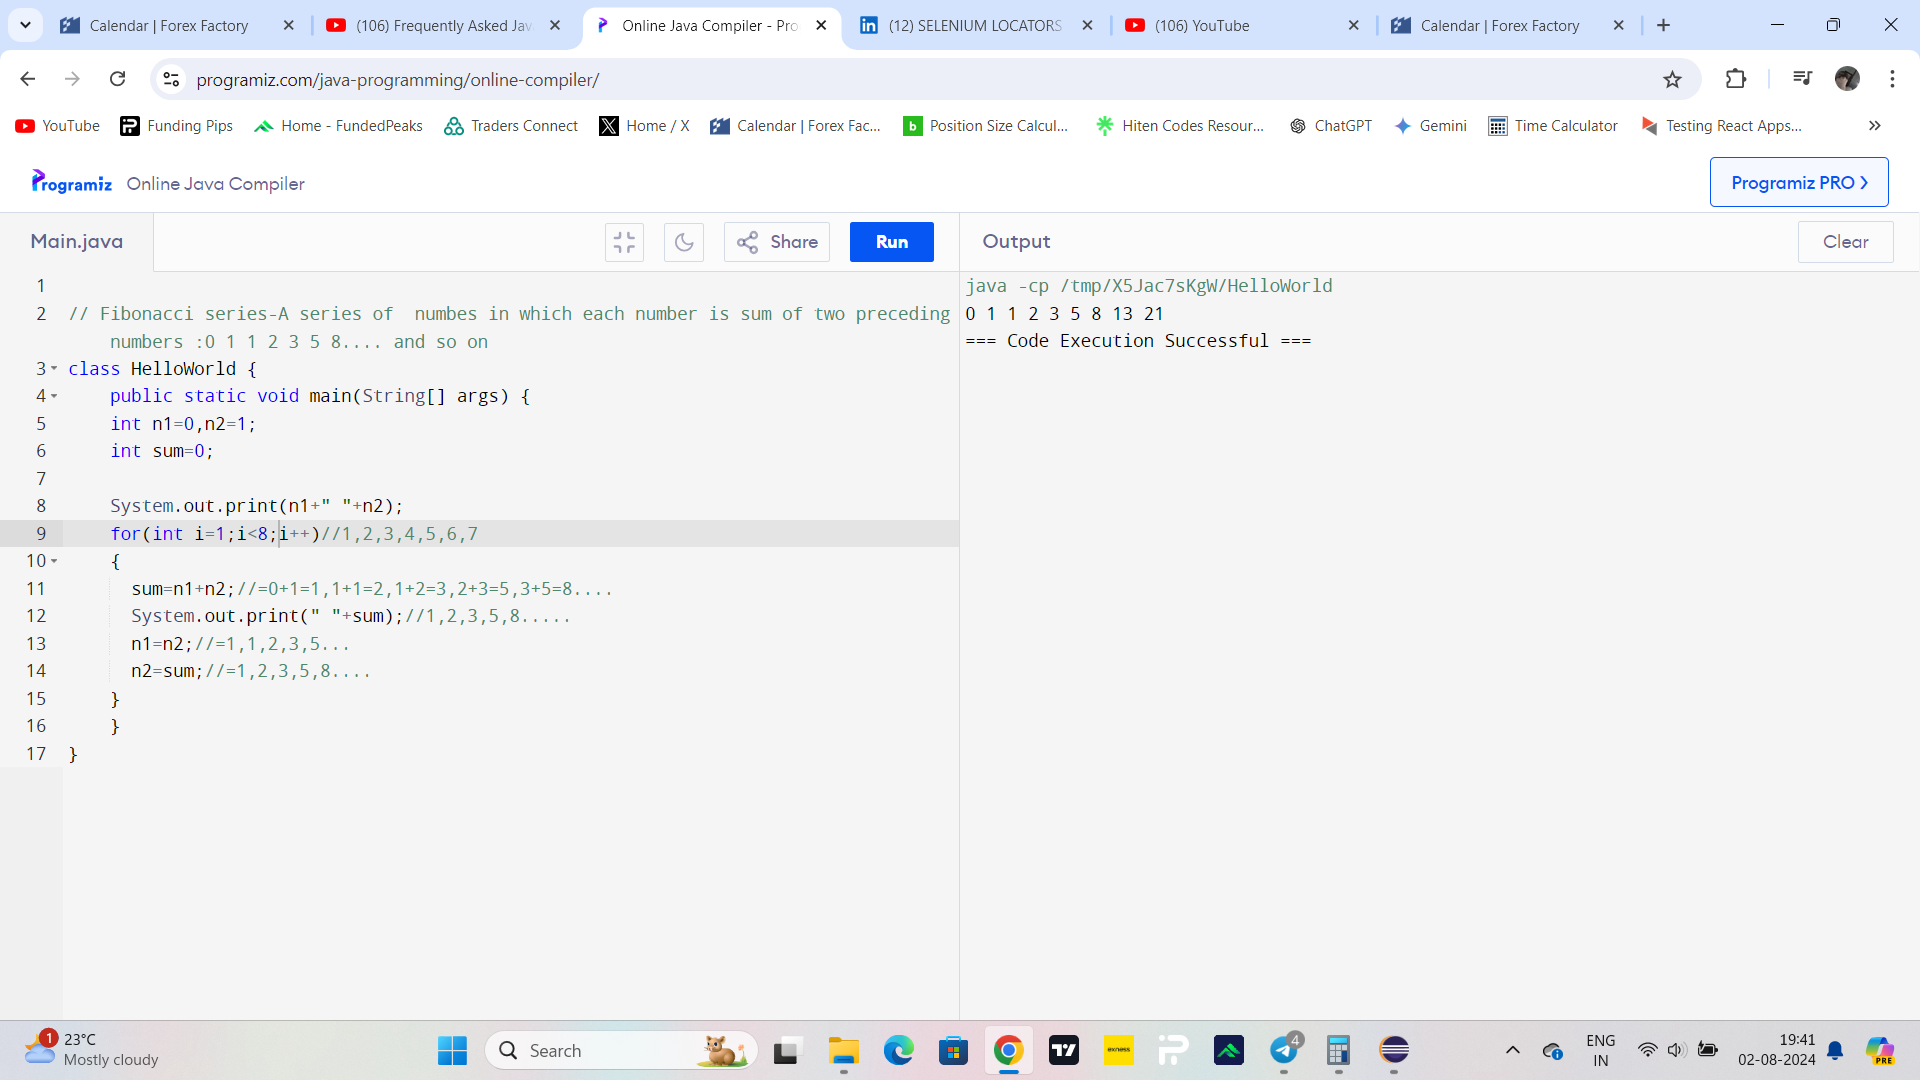 Calendar | Forex Factory
(106) Frequently Asked Jav
Online Java Compiler - Pro
(12) SELENIUM LOCATORS
(106) YouTube
Calendar | Forex Factory
programiz.com/java-programming/online-compiler/
YouTube
Funding Pips
Home - FundedPeaks
Traders Connect
Home / X
Calendar | Forex Fac...
Position Size Calcul...
Hiten Codes Resour...
ChatGPT
Gemini
Time Calculator
Testing React Apps...
Programiz Online Java Compiler
Programiz PRO
Main.java
Share
Run
Output
Clear
1
2 // Fibonacci series-A series of  numbes in which each number is sum of two preceding
numbers :0 1 1 2 3 5 8.... and so on
3 class HelloWorld {
4 public static void main(String[] args) {
5 int n1=0,n2=1;
6 int sum=0;
7
8 System.out.print(n1+" "+n2);
9 for(int i=1;i<8;i++)//1,2,3,4,5,6,7
10 {
11 sum=n1+n2;//=0+1=1,1+1=2,1+2=3,2+3=5,3+5=8....
12 System.out.print(" "+sum);//1,2,3,5,8.....
13 n1=n2;//=1,1,2,3,5...
14 n2=sum;//=1,2,3,5,8....
15 }
16 }
17 }
java -cp /tmp/X5Jac7sKgW/HelloWorld
0 1 1 2 3 5 8 13 21
=== Code Execution Successful ===
1
23°C
Mostly cloudy
Search
exness
4
ENG
IN
19:41
02-08-2024
PRE